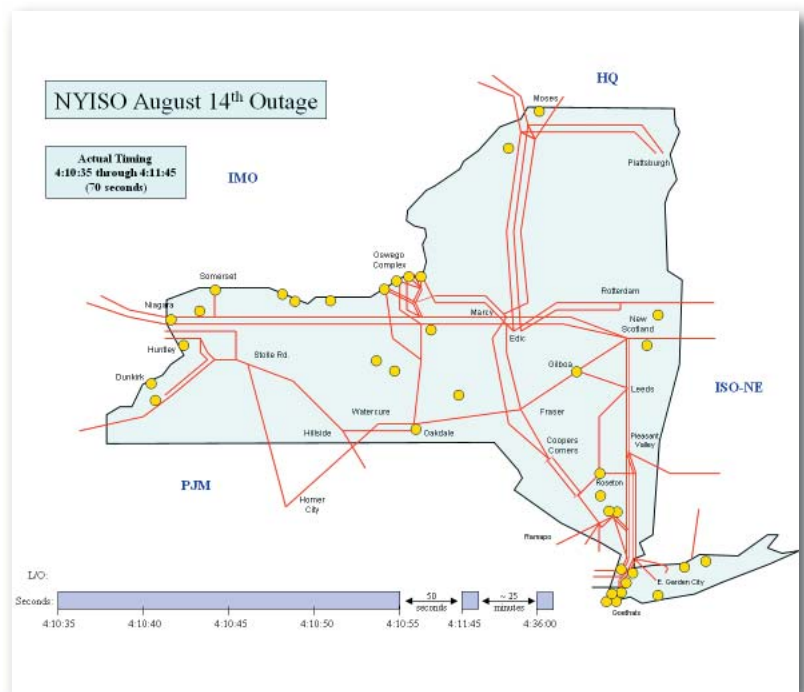 NYISO August 14th Outage
Actual Timing
4:10:35 through 4:11:45
(70 seconds)
HQ
IMO
Moses
Plattsburgh
Oswego
Complex
Somerset
Niagara
Rotterdam
Marcy
New
Scotland
Edic
Huntley
Stolle Rd.
Gilboa
Dunkirk
ISO-NE
Leeds
Watercure
Fraser
Hillside
Oakdale
Coopers
Corners
Pleasant
Valley
PJM
Roseton
Homer
City
Ramapo
E. Garden City
Goethals
L/O:
Seconds:
50
seconds
~ 25
minutes
4:10:35
4:10:40
4:10:45
4:10:50
4:10:55
4:11:45
4:36:00